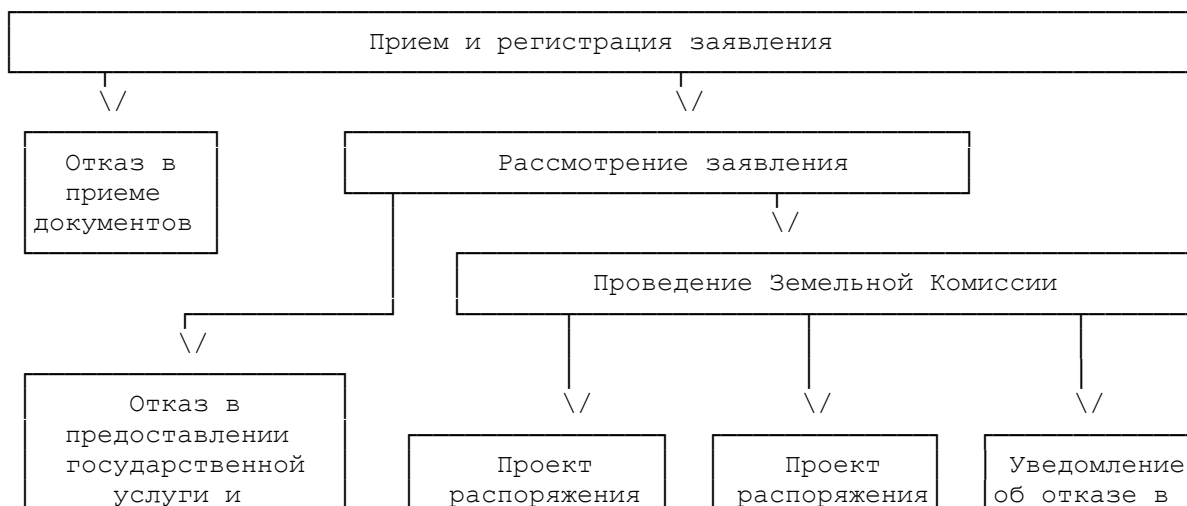 Прием и регистрация заявления
Отказ в
приеме
документов
Рассмотрение заявления
Проведение Земельной Комиссии
Отказ в
предоставлении
государственной
услуги и
Проект
распоряжения
Проект
распоряжения
Уведомление
об отказе в